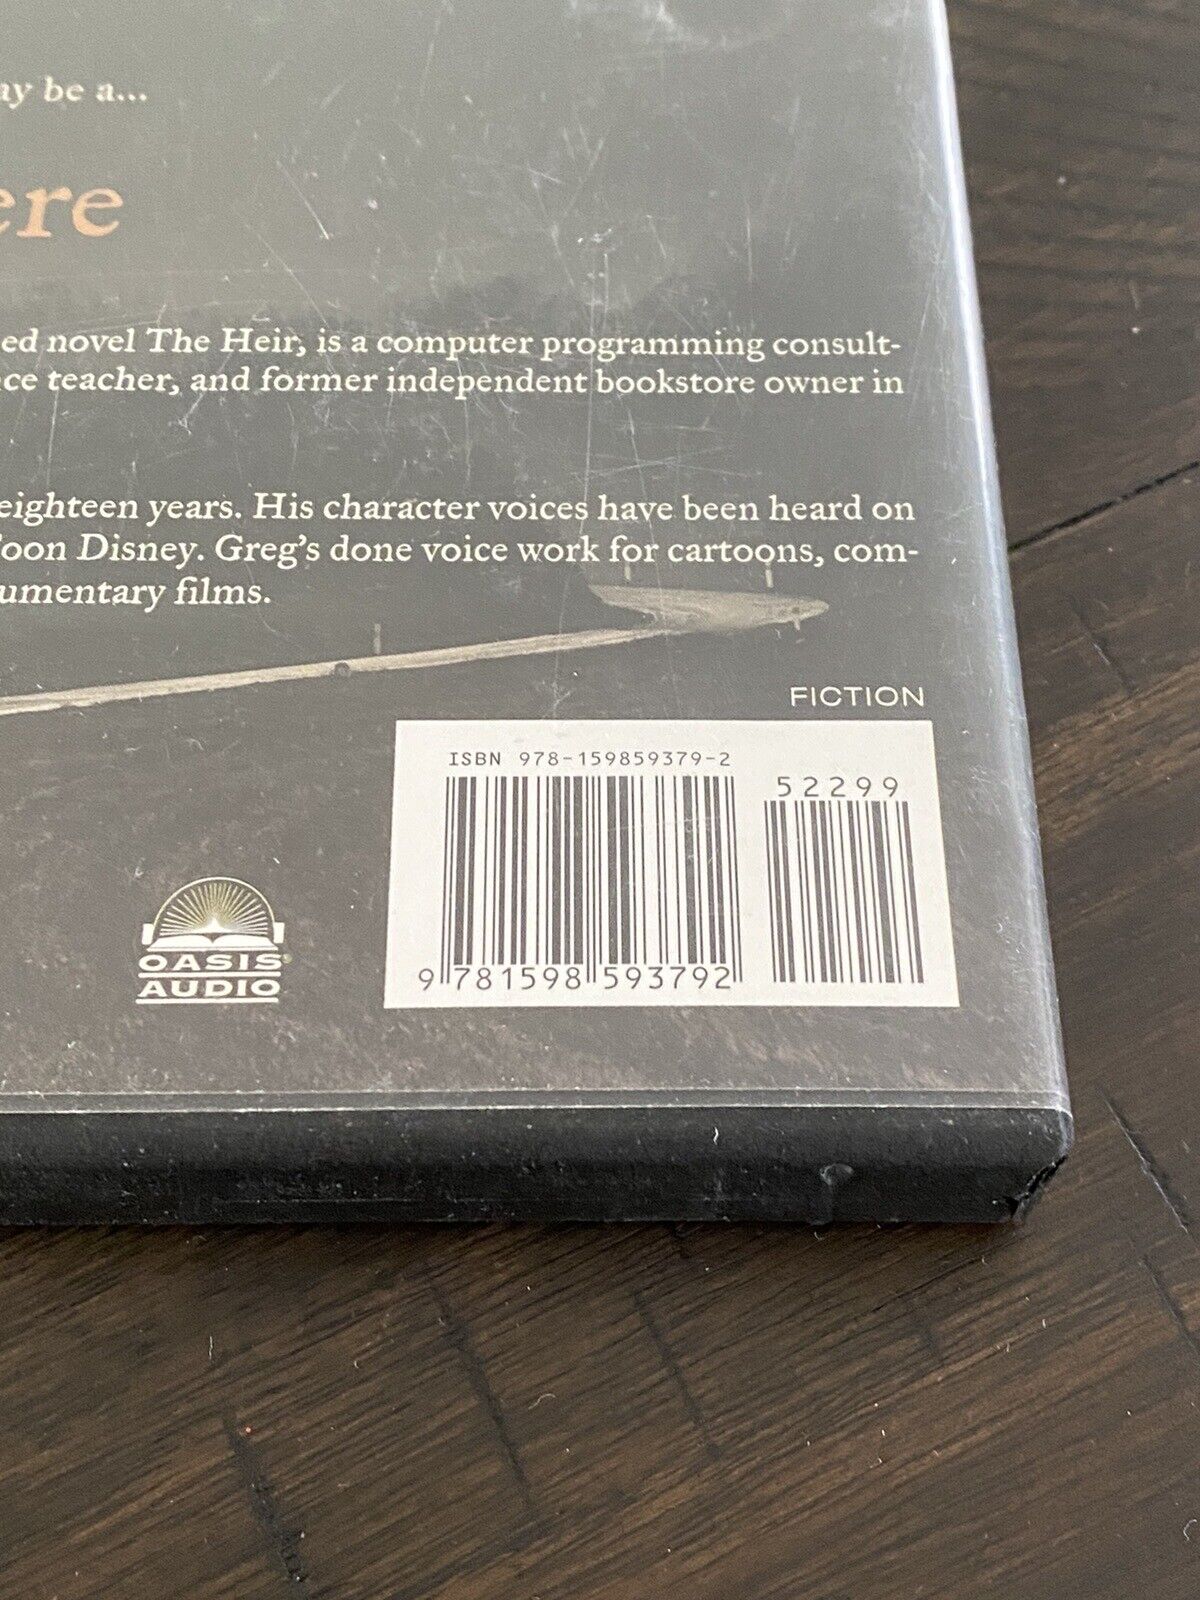 ay be a...
ere
ed novel The Heir, is a computer programming consult-
ce teacher, and former independent bookstore owner in
eighteen years. His character voices have been heard on
oon Disney. Greg's done voice work for cartoons, com-
umentary films.
FICTION
ISBN 978-159859379-2
52299
9 781598 593792
OASIS
AUDIO